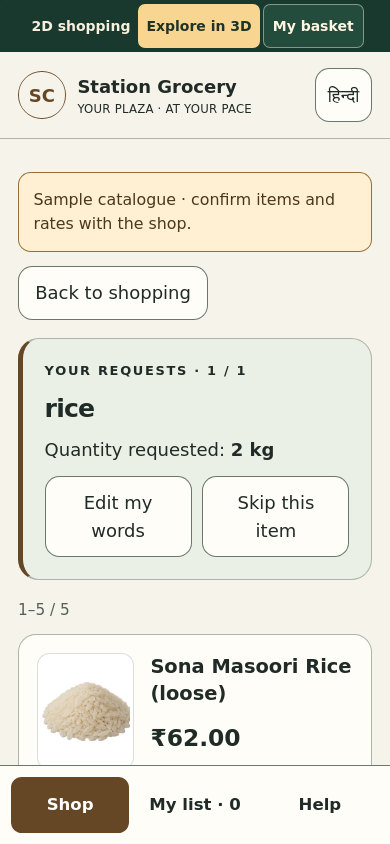 2D shopping Explore in 3D My basket
SC Station Grocery हिन्दी
YOUR PLAZA · AT YOUR PACE
Sample catalogue · confirm items and
rates with the shop.
Back to shopping
YOUR REQUESTS · 1 / 1
rice
Quantity requested: 2 kg
Edit my
words
Skip this
item
1–5 / 5
Sona Masoori Rice
(loose)
₹62.00
Shop My list · 0 Help